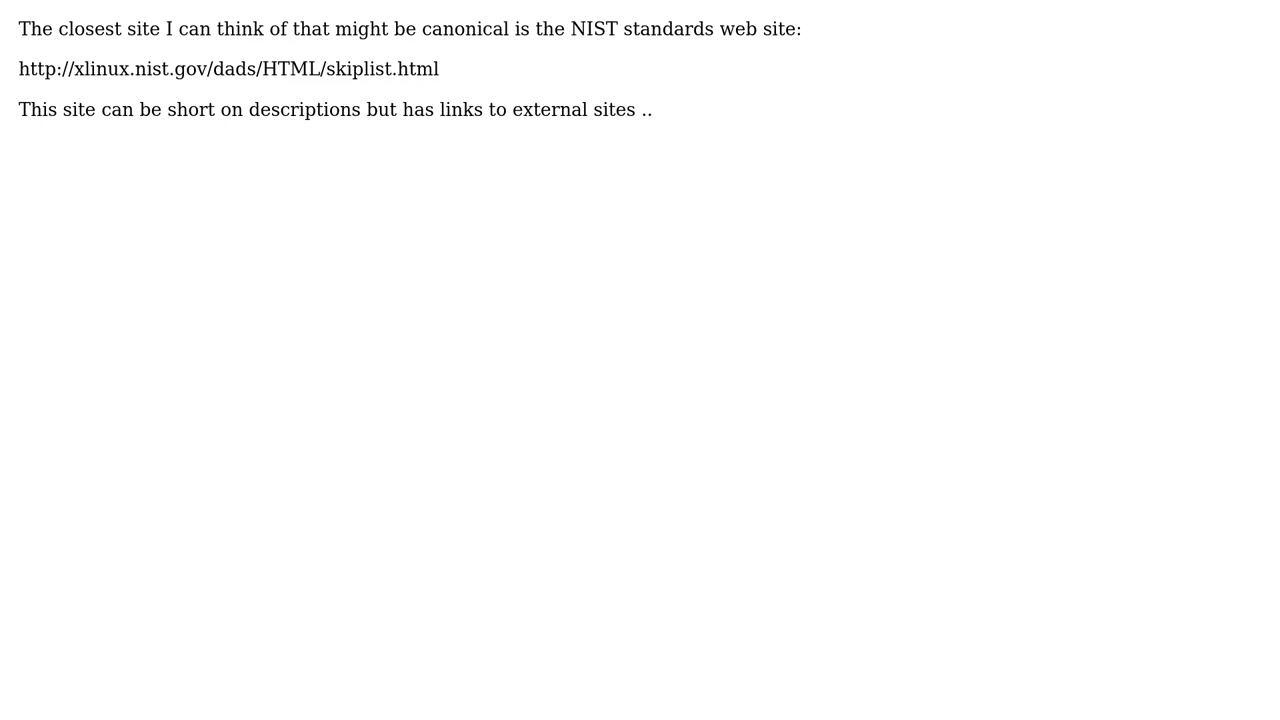 The closest site I can think of that might be canonical is the NIST standards web site:
http://xlinux.nist.gov/dads/HTML/skiplist.html
This site can be short on descriptions but has links to external sites ..